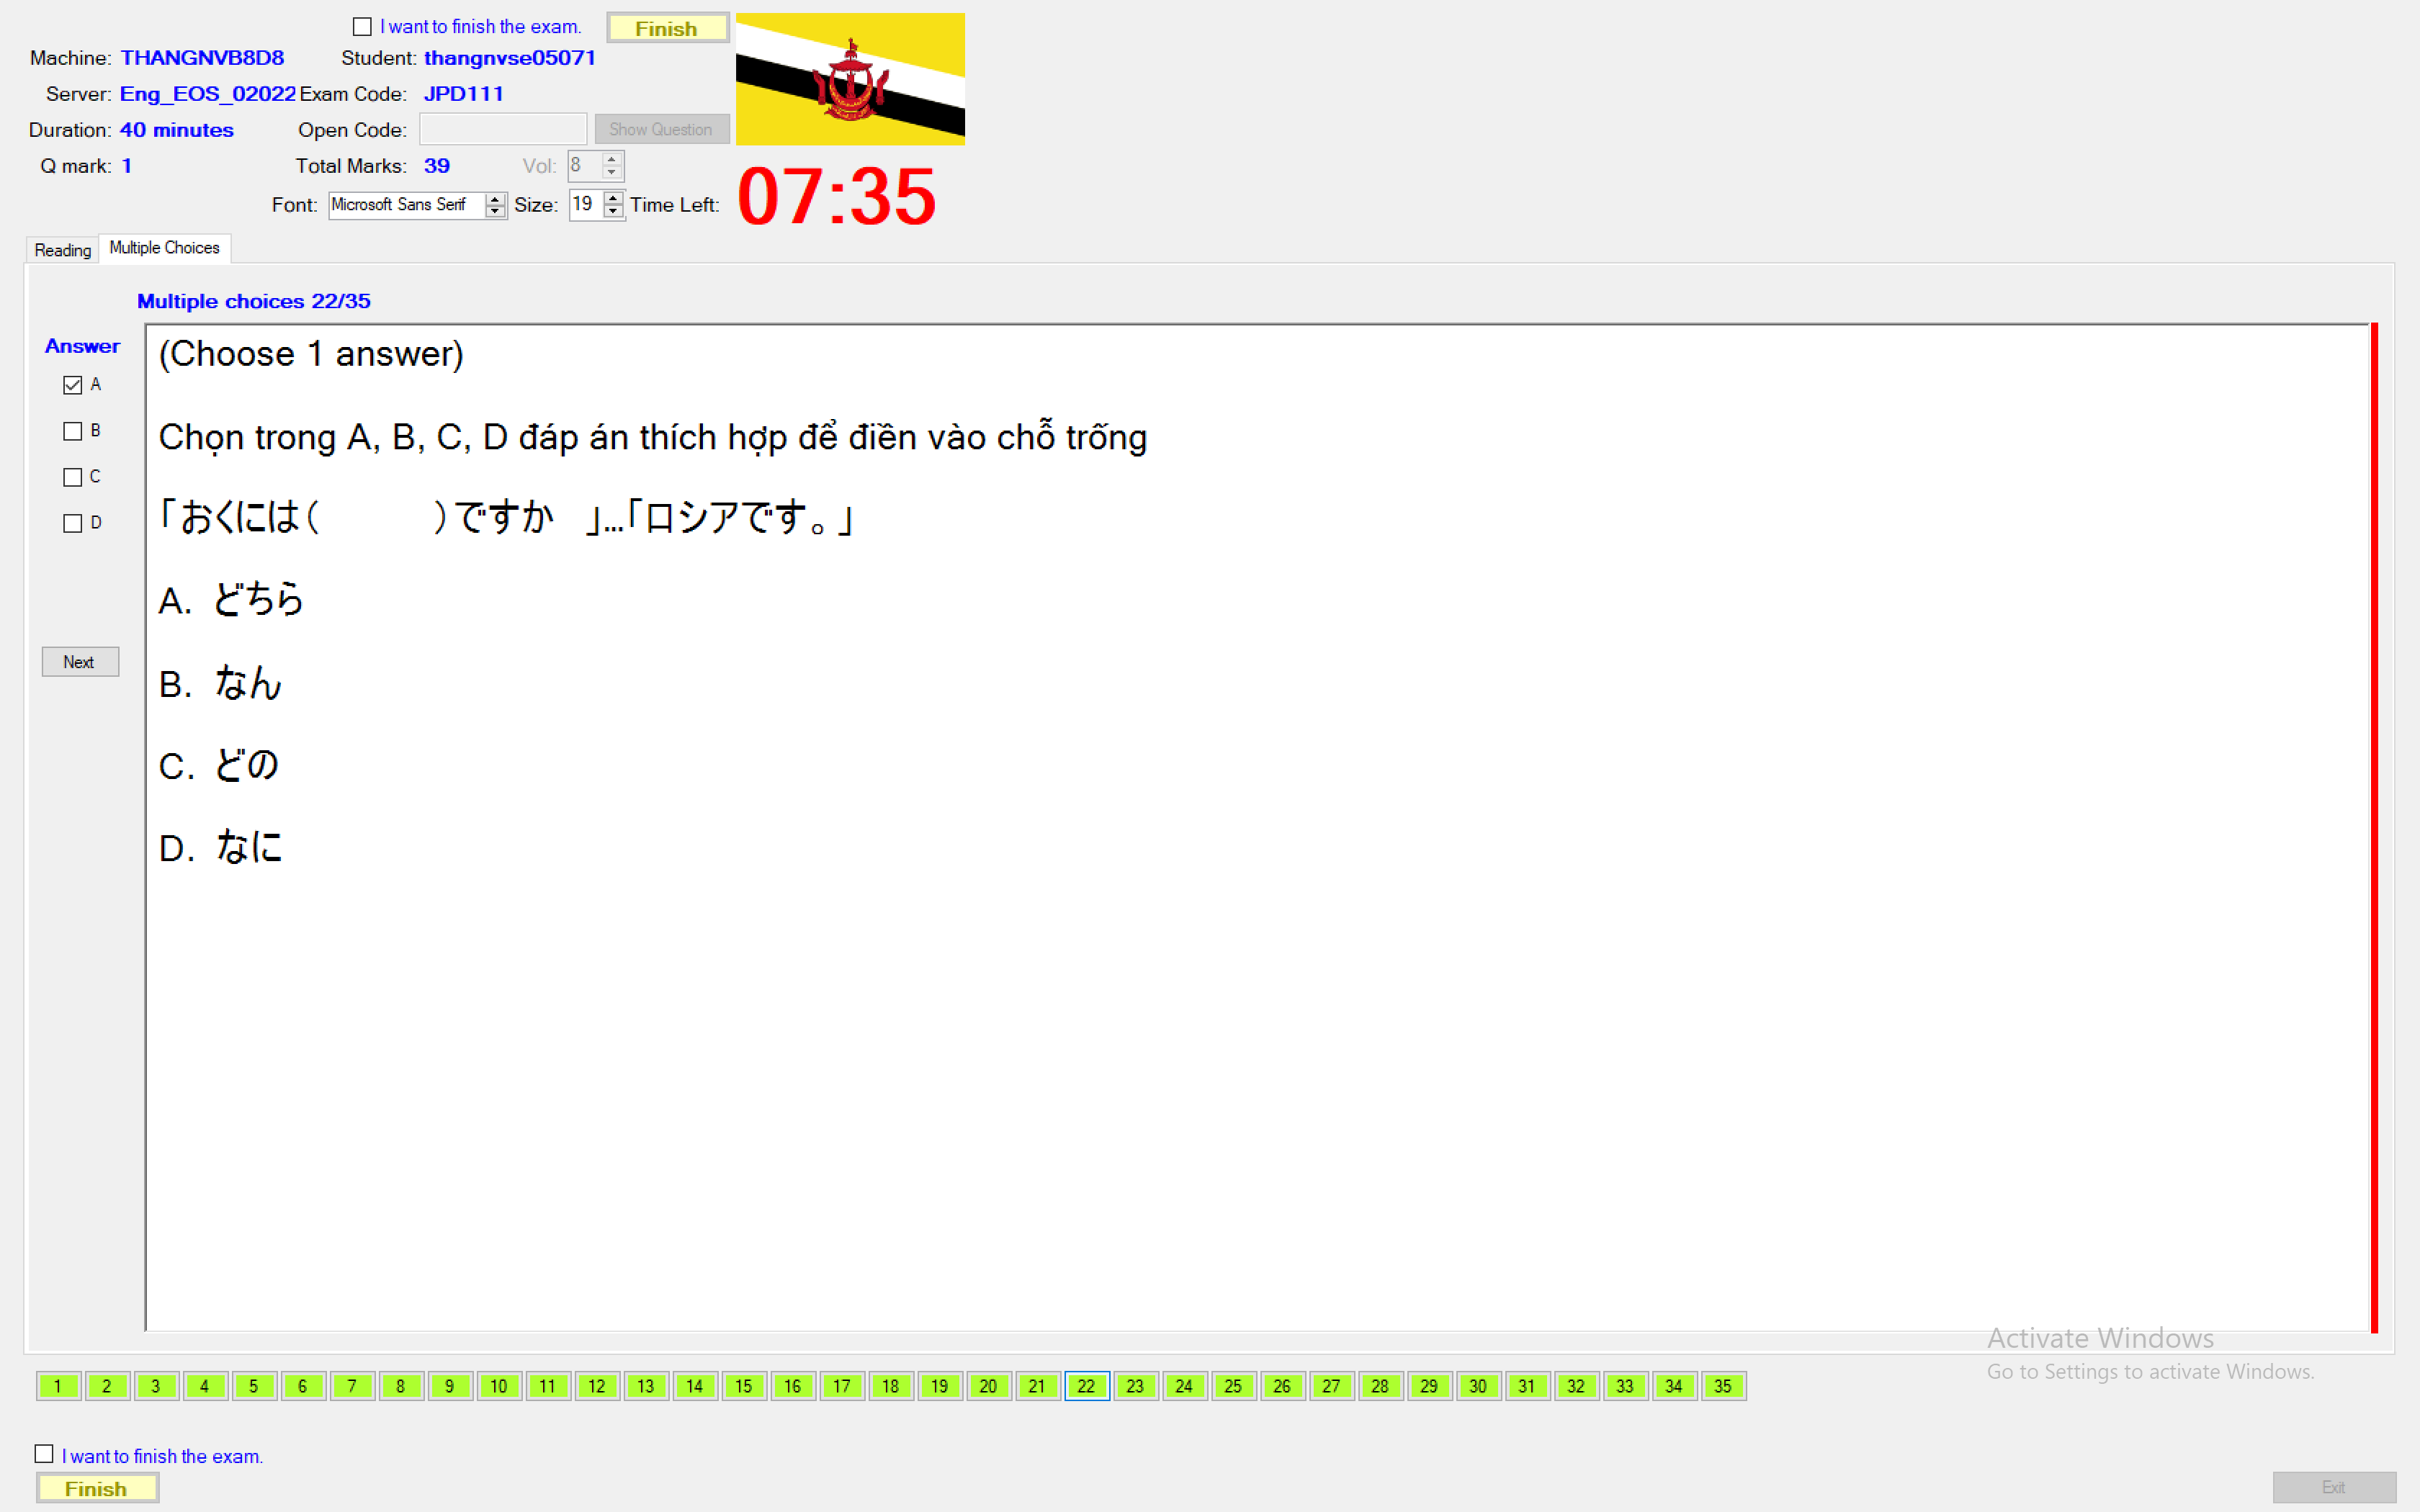 I want to finish the exam.
Finish
Machine: THANGNVB8D8 Student: thangnvse05071
Server: Eng_EOS_02022 Exam Code: JPD111
Duration: 40 minutes Open Code: Show Question
Q mark: 1 Total Marks: 39 Vol: 8
Font: Microsoft Sans Serif Size: 19 Time Left: 07:35
Reading Multiple Choices
Multiple choices 22/35
Answer
A
B
C
D
Next
(Choose 1 answer)
Chọn trong A, B, C, D đáp án thích hợp để điền vào chỗ trống
「おくには(　　　)ですか　」...「ロシアです。」
A. どちら
B. なん
C. どの
D. なに
Activate Windows
Go to Settings to activate Windows.
1 2 3 4 5 6 7 8 9 10 11 12 13 14 15 16 17 18 19 20 21 22 23 24 25 26 27 28 29 30 31 32 33 34 35
I want to finish the exam.
Finish
Exit